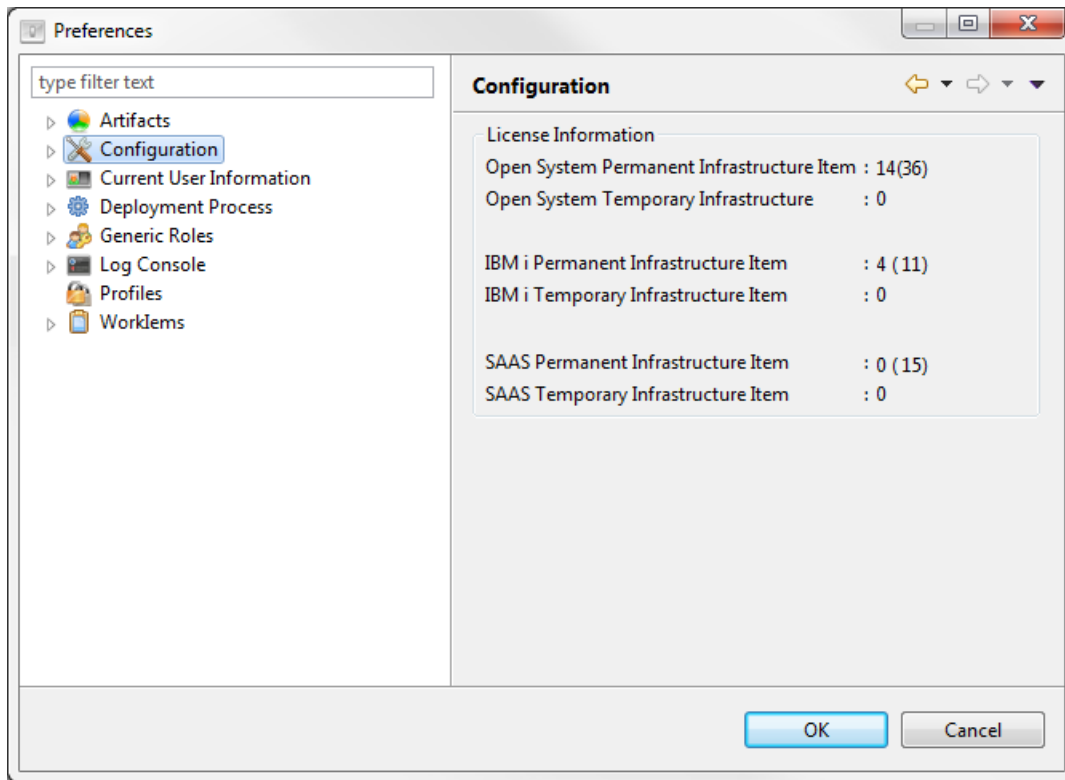 Preferences
type filter text
Artifacts
Configuration
Current User Information
Deployment Process
Generic Roles
Log Console
Profiles
WorkIems
Configuration
License Information
Open System Permanent Infrastructure Item : 14(36)
Open System Temporary Infrastructure : 0
IBM i Permanent Infrastructure Item : 4 ( 11)
IBM i Temporary Infrastructure Item : 0
SAAS Permanent Infrastructure Item : 0 ( 15)
SAAS Temporary Infrastructure Item : 0
OK Cancel